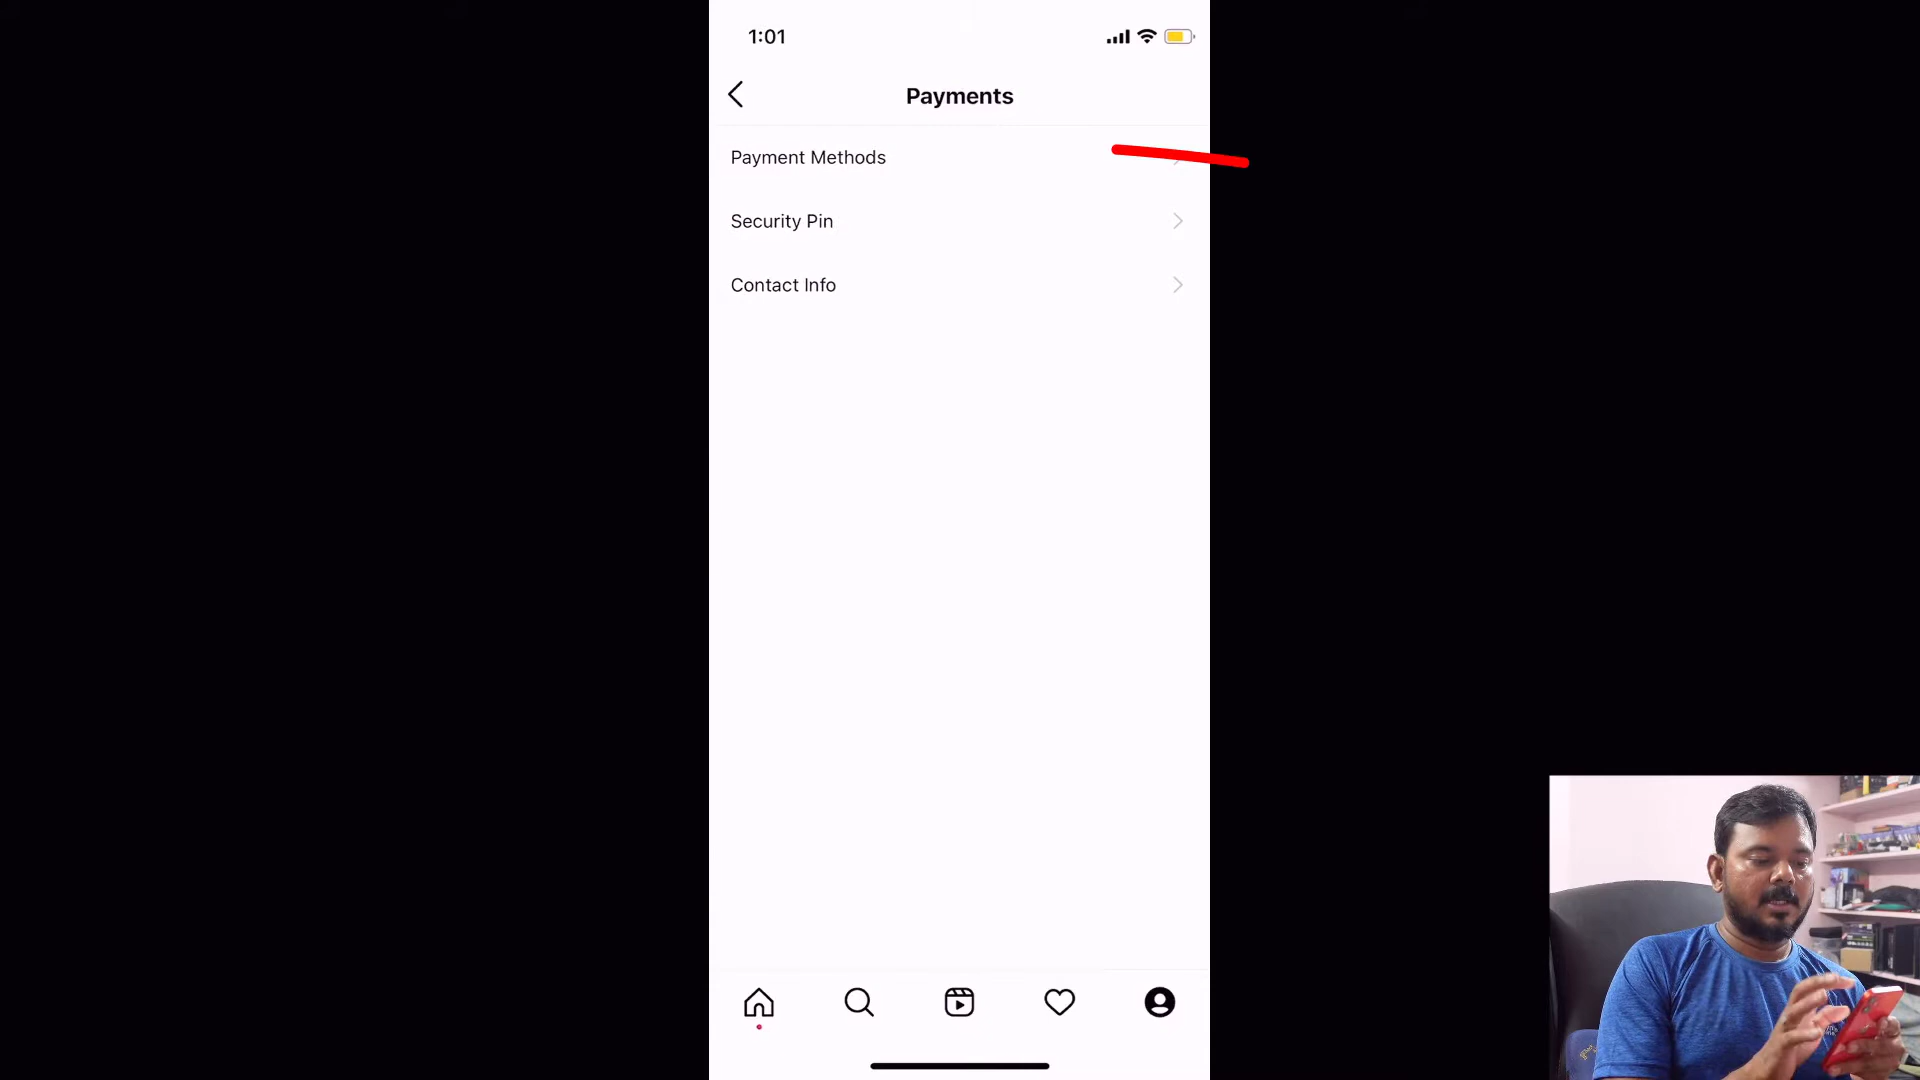 1:01
Payments
Payment Methods
Security Pin
Contact Info